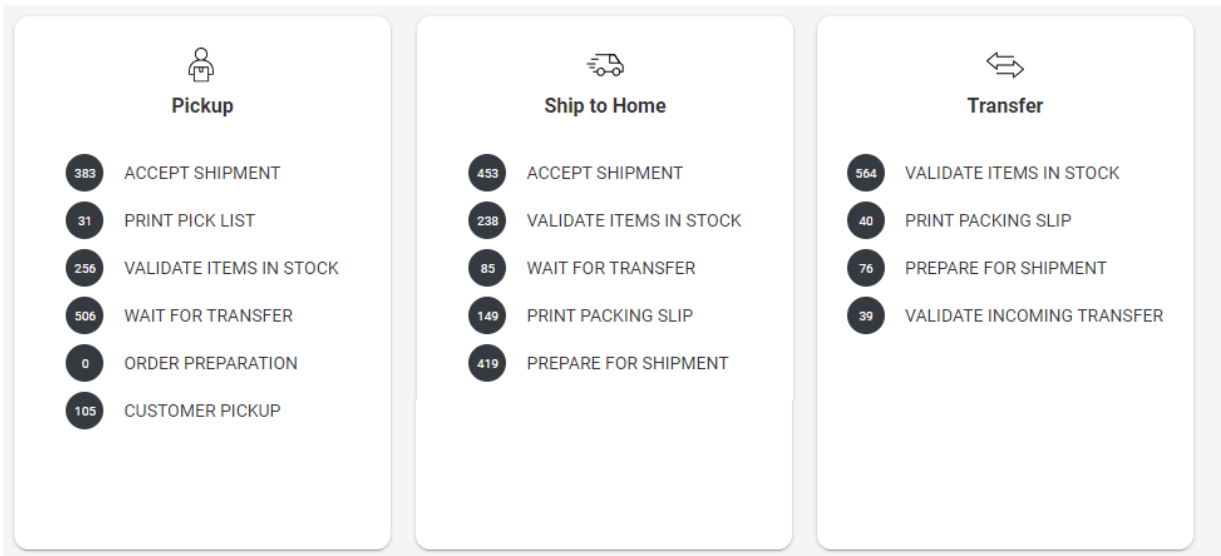 Pickup
383 ACCEPT SHIPMENT
31 PRINT PICK LIST
256 VALIDATE ITEMS IN STOCK
506 WAIT FOR TRANSFER
0 ORDER PREPARATION
105 CUSTOMER PICKUP
Ship to Home
453 ACCEPT SHIPMENT
238 VALIDATE ITEMS IN STOCK
85 WAIT FOR TRANSFER
149 PRINT PACKING SLIP
419 PREPARE FOR SHIPMENT
Transfer
564 VALIDATE ITEMS IN STOCK
40 PRINT PACKING SLIP
76 PREPARE FOR SHIPMENT
39 VALIDATE INCOMING TRANSFER